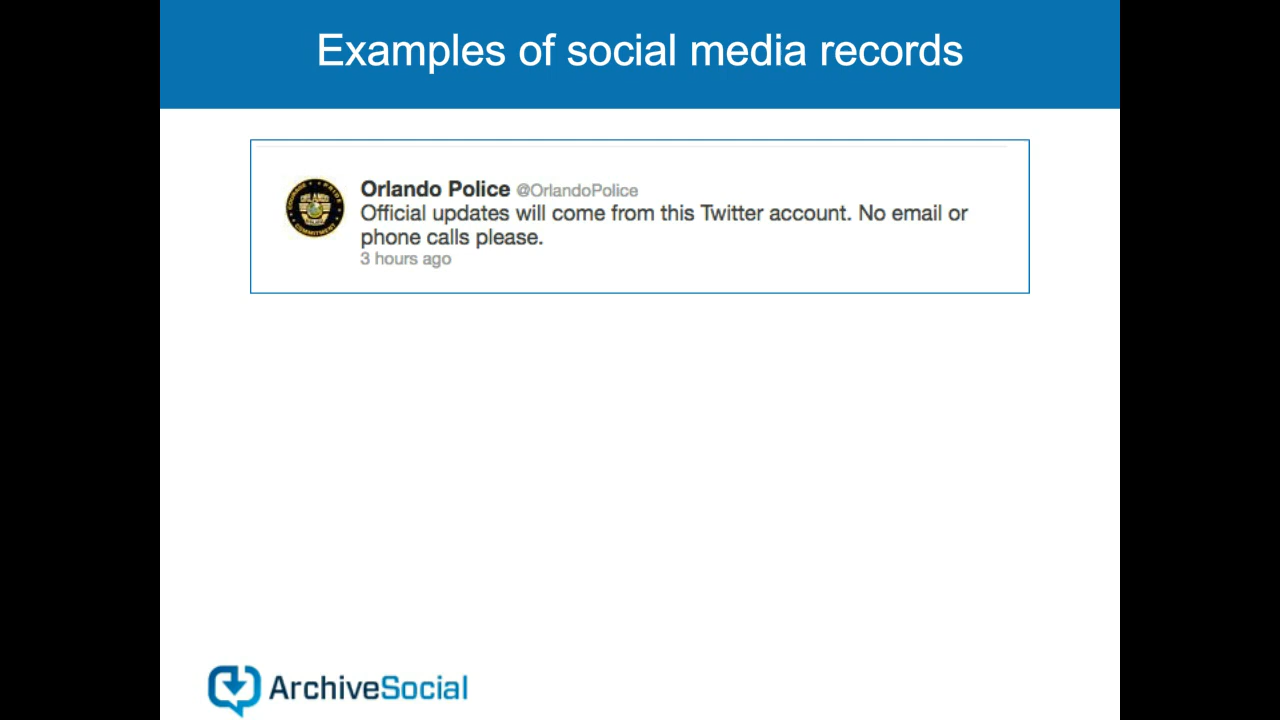 Examples of social media records
Orlando Police @OrlandoPolice
Official updates will come from this Twitter account. No email or
phone calls please.
3 hours ago
ArchiveSocial